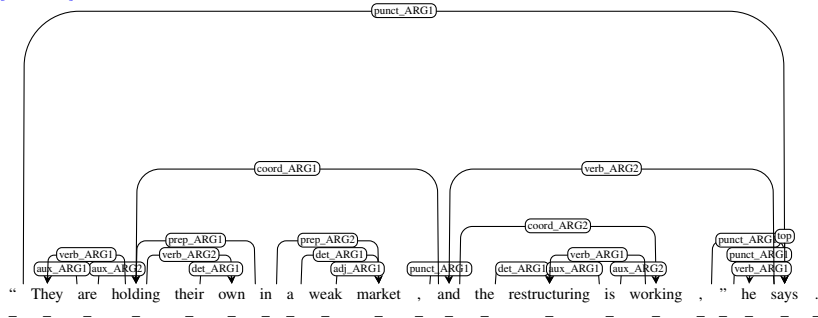 punct_ARG1
coord_ARG1 verb_ARG2
coord_ARG2
prep_ARG1 prep_ARG2 punct_ARG1 top
verb_ARG1 verb_ARG2 det_ARG1 verb_ARG1 punct_ARG1
aux_ARG1 aux_ARG2 det_ARG1 adj_ARG1 punct_ARG1 det_ARG1 aux_ARG1 aux_ARG2 verb_ARG1
“ They are holding their own in a weak market , and the restructuring is working , ” he says .